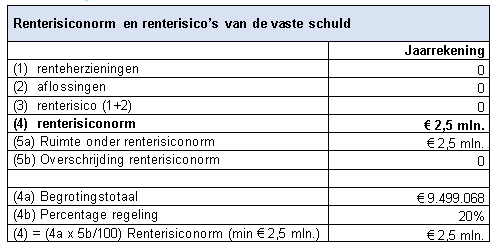 Renterisiconorm en renterisico's van de vaste schuld
Jaarrekening
(1) renteherzieningen 0
(2) aflossingen 0
(3) renterisico (1+2) 0
(4) renterisiconorm € 2,5 mln.
(5a) Ruimte onder renterisiconorm € 2,5 mln.
(5b) Overschrijding renterisiconorm 0
(4a) Begrotingstotaal € 9.499.068
(4b) Percentage regeling 20%
(4) = (4a x 5b/100) Renterisiconorm (min € 2,5 mln.) € 2,5 mln.